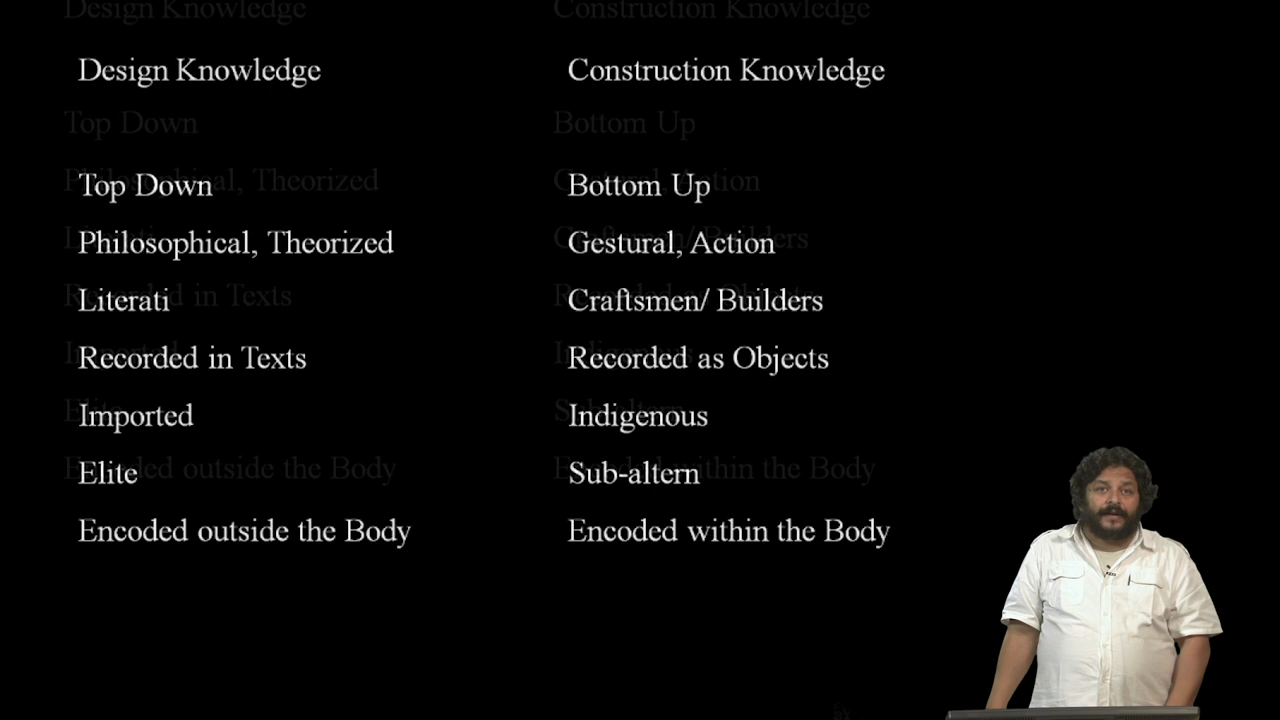 Design Knowledge Construction Knowledge
Top Down Bottom Up
Philosophical, Theorized Gestural, Action
Literati Craftsmen/ Builders
Recorded in Texts Recorded as Objects
Imported Indigenous
Elite Sub-altern
Encoded outside the Body Encoded within the Body